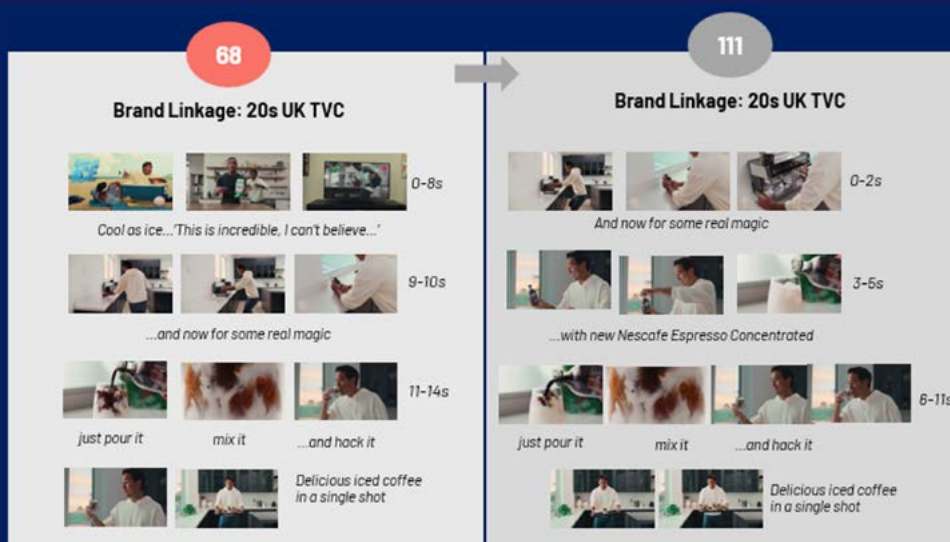 68
Brand Linkage: 20s UK TVC
0-8s
Cool as ice...'This is incredible, I can't believe...'
9-10s
...and now for some real magic
11-14s
just pour it
mix it
...and hack it
Delicious iced coffee
in a single shot
111
Brand Linkage: 20s UK TVC
0-2s
And now for some real magic
3-5s
...with new Nescafe Espresso Concentrated
6-11s
just pour it
mix it
...and hack it
Delicious iced coffee
in a single shot